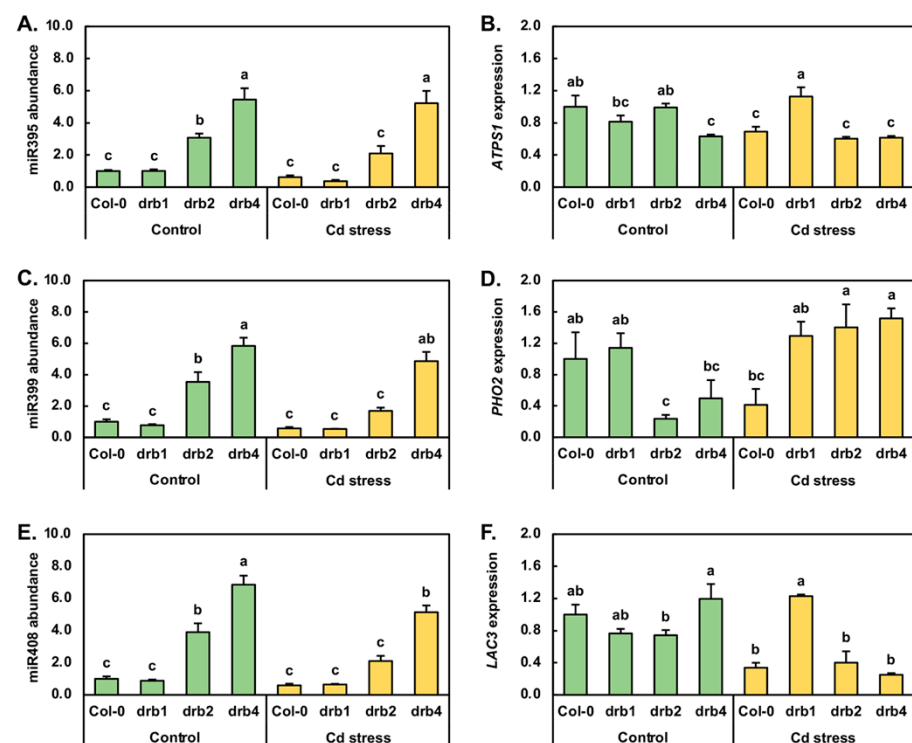 A.
miR395 abundance
10.0
8.0
6.0
4.0
2.0
0.0
c c b a c c c a
Col-0 drb1 drb2 drb4 Col-0 drb1 drb2 drb4
Control Cd stress
B.
ATPS1 expression
2.0
1.6
1.2
0.8
0.4
0.0
ab bc ab c c a c c
Col-0 drb1 drb2 drb4 Col-0 drb1 drb2 drb4
Control Cd stress
C.
miR399 abundance
10.0
8.0
6.0
4.0
2.0
0.0
c c b a c c c ab
Col-0 drb1 drb2 drb4 Col-0 drb1 drb2 drb4
Control Cd stress
D.
PHO2 expression
2.0
1.6
1.2
0.8
0.4
0.0
ab ab c bc bc ab a a
Col-0 drb1 drb2 drb4 Col-0 drb1 drb2 drb4
Control Cd stress
E.
miR408 abundance
10.0
8.0
6.0
4.0
2.0
0.0
c c b a c c c b
Col-0 drb1 drb2 drb4 Col-0 drb1 drb2 drb4
Control Cd stress
F.
LAC3 expression
2.0
1.6
1.2
0.8
0.4
0.0
ab ab b a b a b b
Col-0 drb1 drb2 drb4 Col-0 drb1 drb2 drb4
Control Cd stress